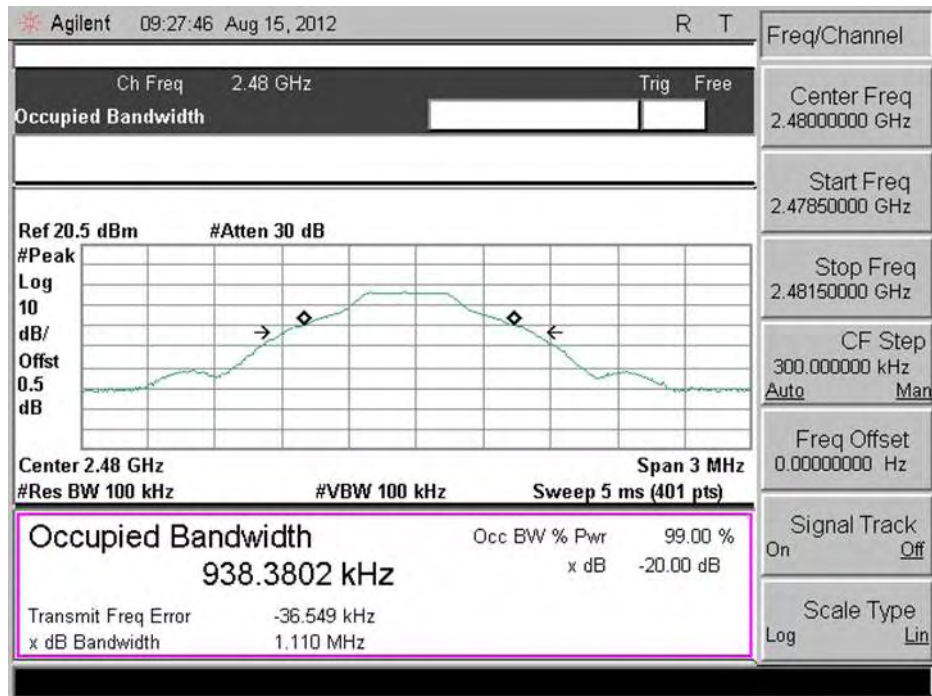 Agilent 09:27:46 Aug 15, 2012 R T
Ch Freq 2.48 GHz Trig Free
Occupied Bandwidth
Ref 20.5 dBm #Atten 30 dB
#Peak
Log
10
dB/
Offst
0.5
dB
Center 2.48 GHz Span 3 MHz
#Res BW 100 kHz #VBW 100 kHz Sweep 5 ms (401 pts)
Occupied Bandwidth Occ BW % Pwr 99.00 %
938.3802 kHz x dB -20.00 dB
Transmit Freq Error -36.549 kHz
x dB Bandwidth 1.110 MHz
Freq/Channel
Center Freq
2.48000000 GHz
Start Freq
2.47850000 GHz
Stop Freq
2.48150000 GHz
CF Step
300.000000 kHz
Auto Man
Freq Offset
0.00000000 Hz
Signal Track
On Off
Scale Type
Log Lin